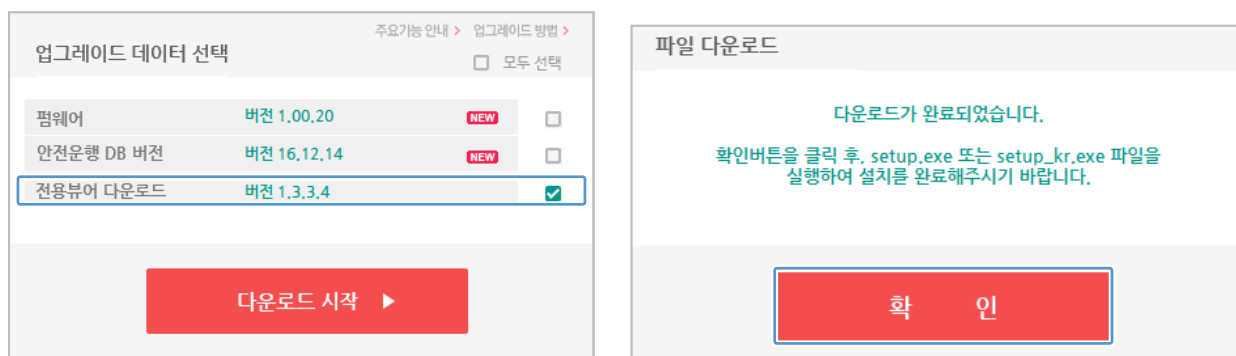 주요기능 안내 > 업그레이드 방법 >
업그레이드 데이터 선택
모두 선택
펌웨어 버전 1.00.20 NEW
안전운행 DB 버전 버전 16.12.14 NEW
전용뷰어 다운로드 버전 1.3.3.4
다운로드 시작 ▶
파일 다운로드
다운로드가 완료되었습니다.
확인버튼을 클릭 후, setup.exe 또는 setup_kr.exe 파일을
실행하여 설치를 완료해주시기 바랍니다.
확 인